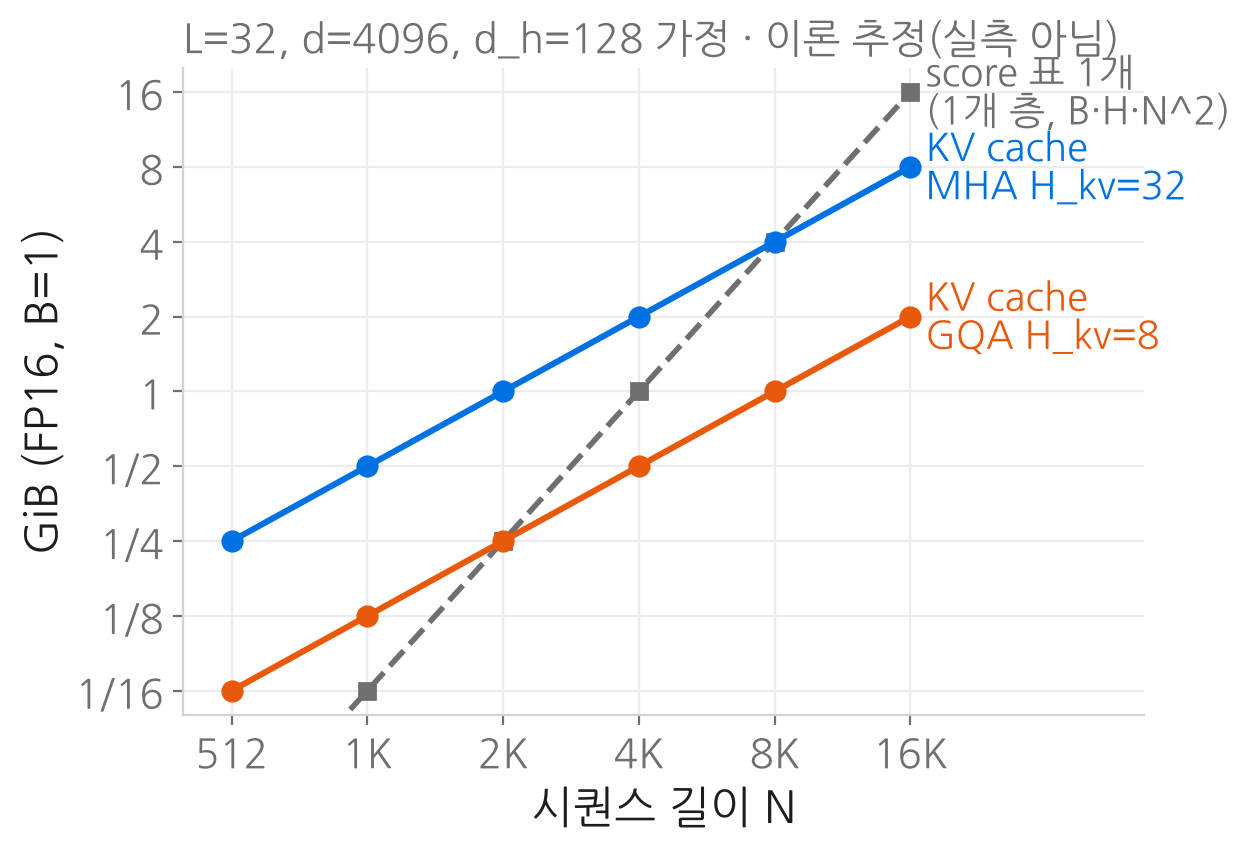 L=32, d=4096, d_h=128 가정 · 이론 추정(실측 아님)
score 표 1개
(1개 층, B·H·N^2)
KV cache
MHA H_kv=32
KV cache
GQA H_kv=8
GiB (FP16, B=1)
16
8
4
2
1
1/2
1/4
1/8
1/16
512
1K
2K
4K
8K
16K
시퀀스 길이 N